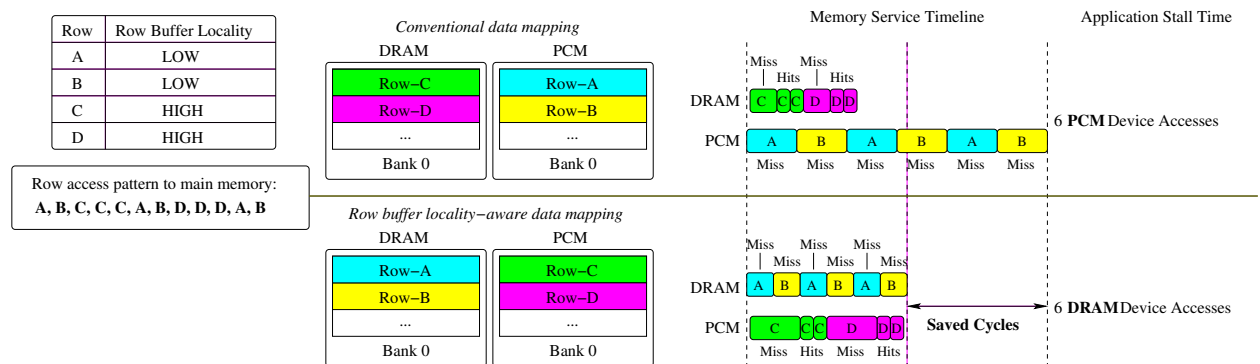 Row Row Buffer Locality
A LOW
B LOW
C HIGH
D HIGH
Row access pattern to main memory:
A, B, C, C, C, A, B, D, D, D, A, B
Conventional data mapping
DRAM PCM
Row−C Row−A
Row−D Row−B
... ...
Bank 0 Bank 0
Memory Service Timeline Application Stall Time
Miss Miss
Hits Hits
DRAM C C C D D D
PCM A B A B A B
Miss Miss Miss Miss Miss Miss
6 PCM Device Accesses
Row buffer locality−aware data mapping
DRAM PCM
Row−A Row−C
Row−B Row−D
... ...
Bank 0 Bank 0
Miss Miss Miss
Miss Miss Miss
DRAM A B A B A B
PCM C C C D D D
Miss Hits Miss Hits
Saved Cycles
6 DRAM Device Accesses